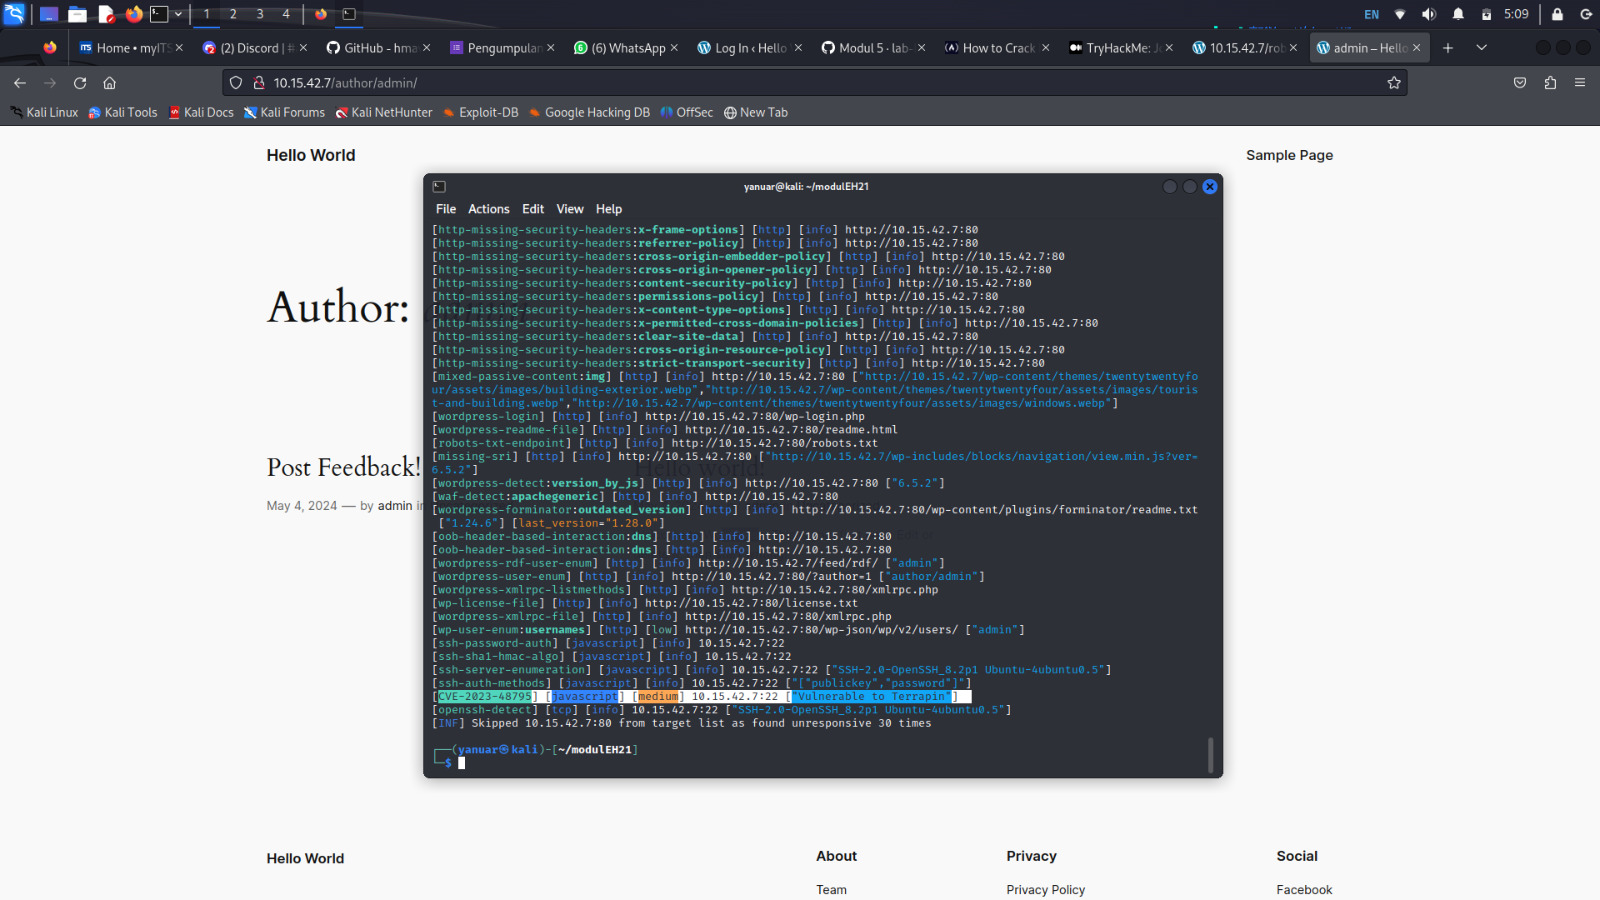 1 2 3 4 EN 5:09
Home • myITS (2) Discord | # GitHub - hma Pengumpulan (6) WhatsApp Log In ‹ Hello Modul 5 - lab- How to Crack TryHackMe: J 10.15.42.7/rob admin – Hello
10.15.42.7/author/admin/
Kali Linux Kali Tools Kali Docs Kali Forums Kali NetHunter Exploit-DB Google Hacking DB OffSec New Tab
Hello World
Sample Page
Author:
Post Feedback!
May 4, 2024 — by admin in
yanuar@kali: ~/modulEH21
File Actions Edit View Help
[http-missing-security-headers:x-frame-options] [http] [info] http://10.15.42.7:80
[http-missing-security-headers:referrer-policy] [http] [info] http://10.15.42.7:80
[http-missing-security-headers:cross-origin-embedder-policy] [http] [info] http://10.15.42.7:80
[http-missing-security-headers:cross-origin-opener-policy] [http] [info] http://10.15.42.7:80
[http-missing-security-headers:content-security-policy] [http] [info] http://10.15.42.7:80
[http-missing-security-headers:permissions-policy] [http] [info] http://10.15.42.7:80
[http-missing-security-headers:x-content-type-options] [http] [info] http://10.15.42.7:80
[http-missing-security-headers:x-permitted-cross-domain-policies] [http] [info] http://10.15.42.7:80
[http-missing-security-headers:clear-site-data] [http] [info] http://10.15.42.7:80
[http-missing-security-headers:cross-origin-resource-policy] [http] [info] http://10.15.42.7:80
[http-missing-security-headers:strict-transport-security] [http] [info] http://10.15.42.7:80
[mixed-passive-content:img] [http] [info] http://10.15.42.7:80 ["http://10.15.42.7/wp-content/themes/twentytwentyfo
ur/assets/images/building-exterior.webp","http://10.15.42.7/wp-content/themes/twentytwentyfour/assets/images/touris
t-and-building.webp","http://10.15.42.7/wp-content/themes/twentytwentyfour/assets/images/windows.webp"]
[wordpress-login] [http] [info] http://10.15.42.7:80/wp-login.php
[wordpress-readme-file] [http] [info] http://10.15.42.7:80/readme.html
[robots-txt-endpoint] [http] [info] http://10.15.42.7:80/robots.txt
[missing-sri] [http] [info] http://10.15.42.7:80 ["http://10.15.42.7/wp-includes/blocks/navigation/view.min.js?ver=
6.5.2"]
[wordpress-detect:version_by_js] [http] [info] http://10.15.42.7:80 ["6.5.2"]
[waf-detect:apachegeneric] [http] [info] http://10.15.42.7:80
[wordpress-forminator:outdated_version] [http] [info] http://10.15.42.7:80/wp-content/plugins/forminator/readme.txt
["1.24.6"] [last_version="1.28.0"]
[oob-header-based-interaction:dns] [http] [info] http://10.15.42.7:80
[oob-header-based-interaction:dns] [http] [info] http://10.15.42.7:80
[wordpress-rdf-user-enum] [http] [info] http://10.15.42.7/feed/rdf/ ["admin"]
[wordpress-user-enum] [http] [info] http://10.15.42.7:80/?author=1 ["author/admin"]
[wordpress-xmlrpc-listmethods] [http] [info] http://10.15.42.7:80/xmlrpc.php
[wp-license-file] [http] [info] http://10.15.42.7:80/license.txt
[wordpress-xmlrpc-file] [http] [info] http://10.15.42.7:80/xmlrpc.php
[wp-user-enum:usernames] [http] [low] http://10.15.42.7:80/wp-json/wp/v2/users/ ["admin"]
[ssh-password-auth] [javascript] [info] 10.15.42.7:22
[ssh-sha1-hmac-algo] [javascript] [info] 10.15.42.7:22
[ssh-server-enumeration] [javascript] [info] 10.15.42.7:22 ["SSH-2.0-OpenSSH_8.2p1 Ubuntu-4ubuntu0.5"]
[ssh-auth-methods] [javascript] [info] 10.15.42.7:22 ["["publickey","password"]"]
[CVE-2023-48795] [javascript] [medium] 10.15.42.7:22 ["Vulnerable to Terrapin"]
[openssh-detect] [tcp] [info] 10.15.42.7:22 ["SSH-2.0-OpenSSH_8.2p1 Ubuntu-4ubuntu0.5"]
[INF] Skipped 10.15.42.7:80 from target list as found unresponsive 30 times
┌──(yanuar㉿kali)-[~/modulEH21]
└─$
Hello World
About
Privacy
Social
Team
Privacy Policy
Facebook